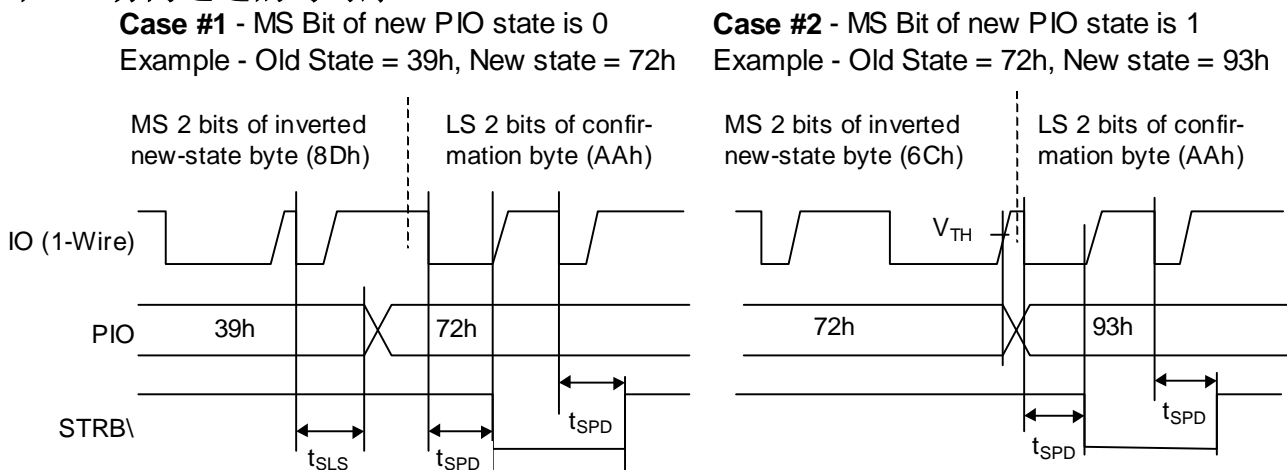 Case #1 - MS Bit of new PIO state is 0
Example - Old State = 39h, New state = 72h
MS 2 bits of inverted
new-state byte (8Dh)
LS 2 bits of confir-
mation byte (AAh)
Case #2 - MS Bit of new PIO state is 1
Example - Old State = 72h, New state = 93h
MS 2 bits of inverted
new-state byte (6Ch)
LS 2 bits of confir-
mation byte (AAh)
IO (1-Wire)
VTH
PIO
39h
72h
72h
93h
STRB\
tSLS
tSPD
tSPD
tSPD
tSPD